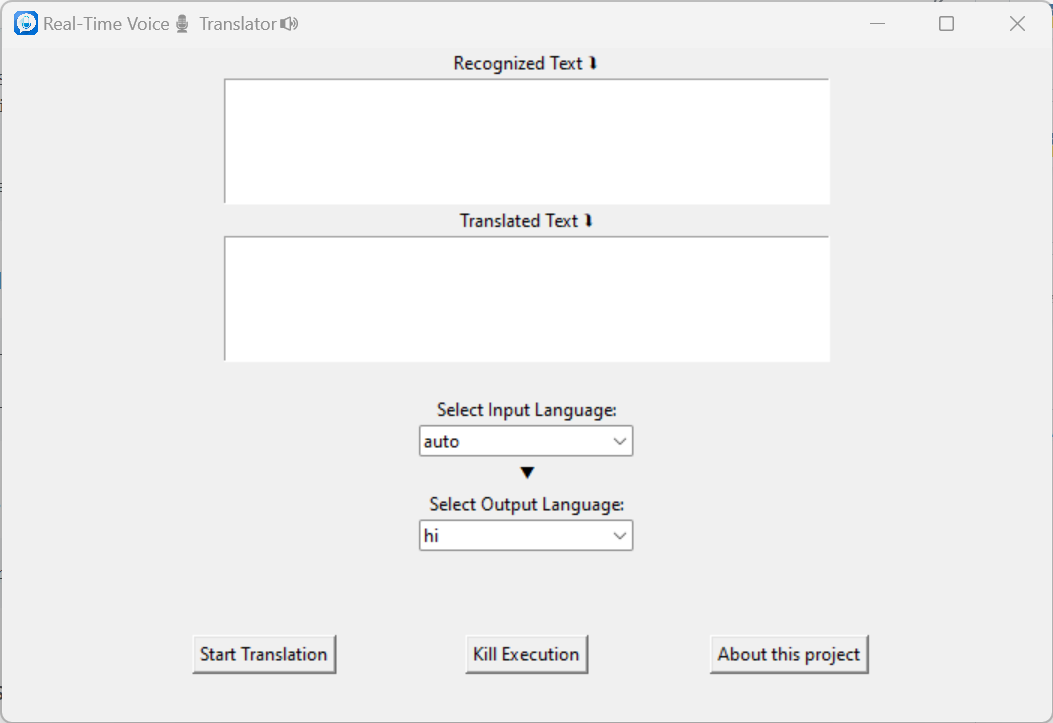 Real-Time Voice🎙️ Translator🔊
Recognized Text ⮯
Translated Text ⮯
Select Input Language:
auto
▼
Select Output Language:
hi
Start Translation
Kill Execution
About this project